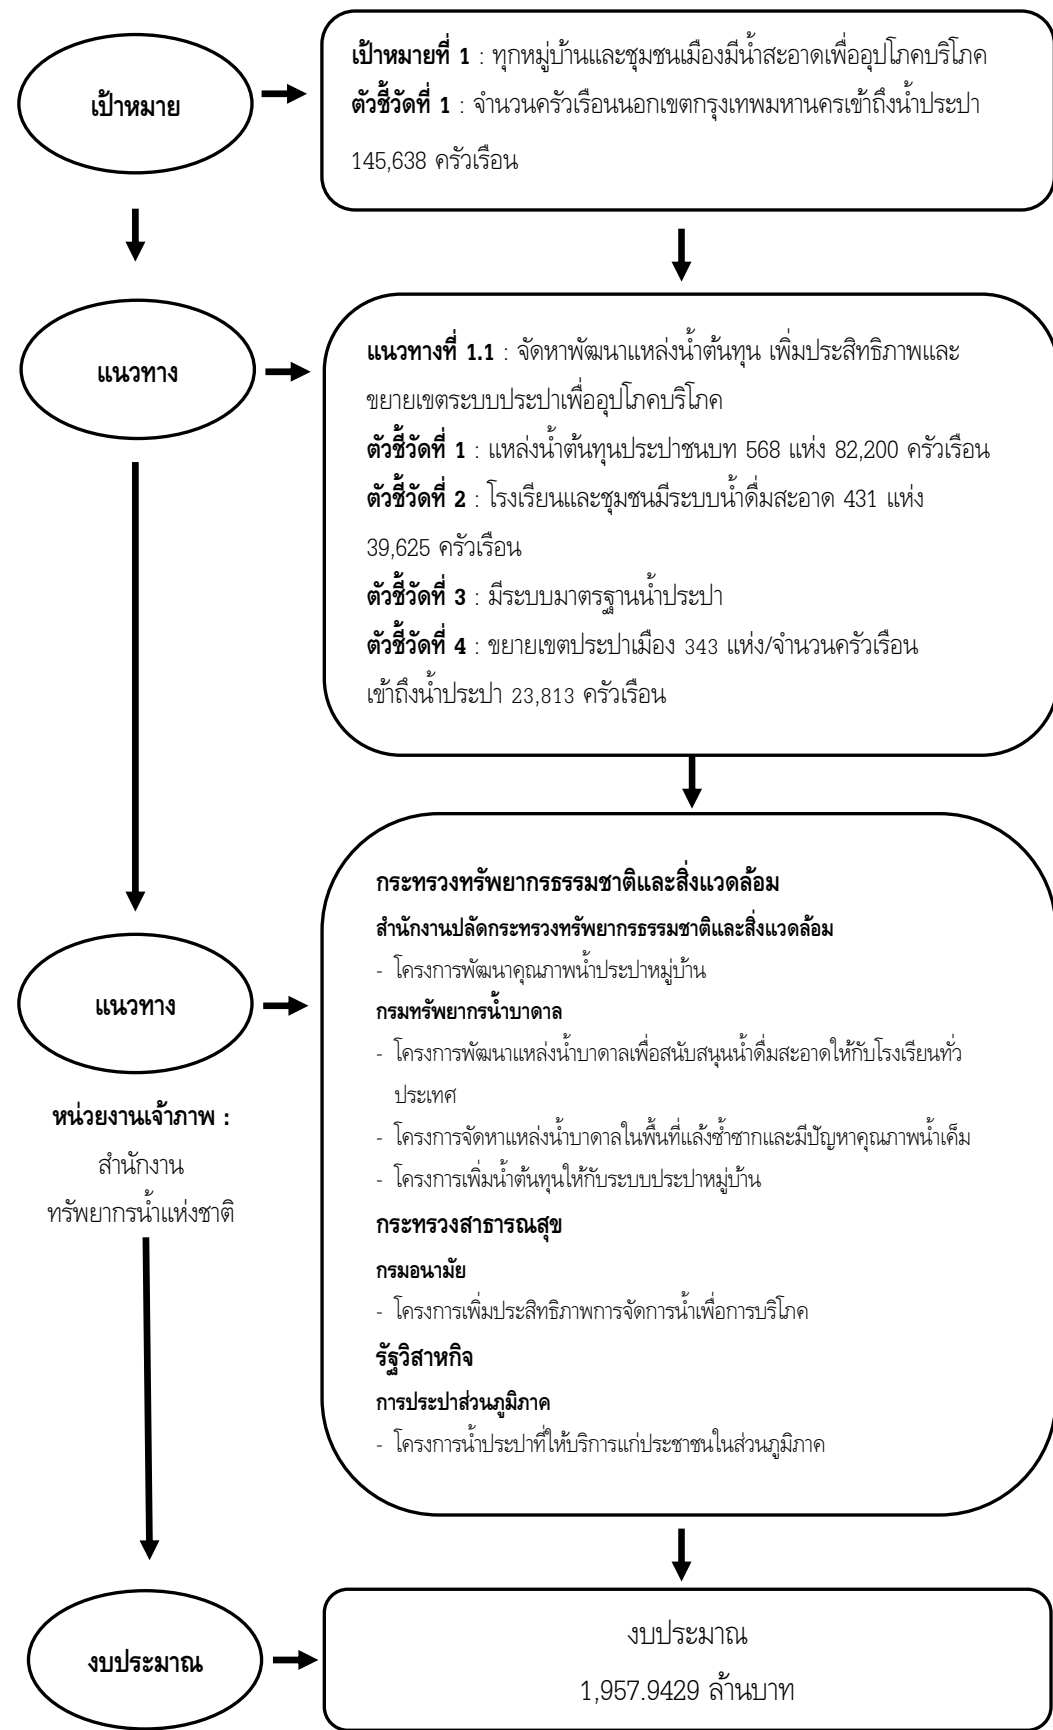 เป้าหมาย
เป้าหมายที่ 1 : ทุกหมู่บ้านและชุมชนเมืองมีน้ำสะอาดเพื่ออุปโภคบริโภค
ตัวชี้วัดที่ 1 : จำนวนครัวเรือนนอกเขตกรุงเทพมหานครเข้าถึงน้ำประปา
145,638 ครัวเรือน
แนวทาง
แนวทางที่ 1.1 : จัดหาพัฒนาแหล่งน้ำต้นทุน เพิ่มประสิทธิภาพและ
ขยายเขตระบบประปาเพื่ออุปโภคบริโภค
ตัวชี้วัดที่ 1 : แหล่งน้ำต้นทุนประปาชนบท 568 แห่ง 82,200 ครัวเรือน
ตัวชี้วัดที่ 2 : โรงเรียนและชุมชนมีระบบน้ำดื่มสะอาด 431 แห่ง
39,625 ครัวเรือน
ตัวชี้วัดที่ 3 : มีระบบมาตรฐานน้ำประปา
ตัวชี้วัดที่ 4 : ขยายเขตประปาเมือง 343 แห่ง/จำนวนครัวเรือน
เข้าถึงน้ำประปา 23,813 ครัวเรือน
แนวทาง
หน่วยงานเจ้าภาพ :
สำนักงาน
ทรัพยากรน้ำแห่งชาติ
กระทรวงทรัพยากรธรรมชาติและสิ่งแวดล้อม
สำนักงานปลัดกระทรวงทรัพยากรธรรมชาติและสิ่งแวดล้อม
- โครงการพัฒนาคุณภาพน้ำประปาหมู่บ้าน
กรมทรัพยากรน้ำบาดาล
- โครงการพัฒนาแหล่งน้ำบาดาลเพื่อสนับสนุนน้ำดื่มสะอาดให้กับโรงเรียนทั่ว
ประเทศ
- โครงการจัดหาแหล่งน้ำบาดาลในพื้นที่แล้งซ้ำซากและมีปัญหาคุณภาพน้ำเค็ม
- โครงการเพิ่มน้ำต้นทุนให้กับระบบประปาหมู่บ้าน
กระทรวงสาธารณสุข
กรมอนามัย
- โครงการเพิ่มประสิทธิภาพการจัดการน้ำเพื่อการบริโภค
รัฐวิสาหกิจ
การประปาส่วนภูมิภาค
- โครงการน้ำประปาที่ให้บริการแก่ประชาชนในส่วนภูมิภาค
งบประมาณ
งบประมาณ
1,957.9429 ล้านบาท